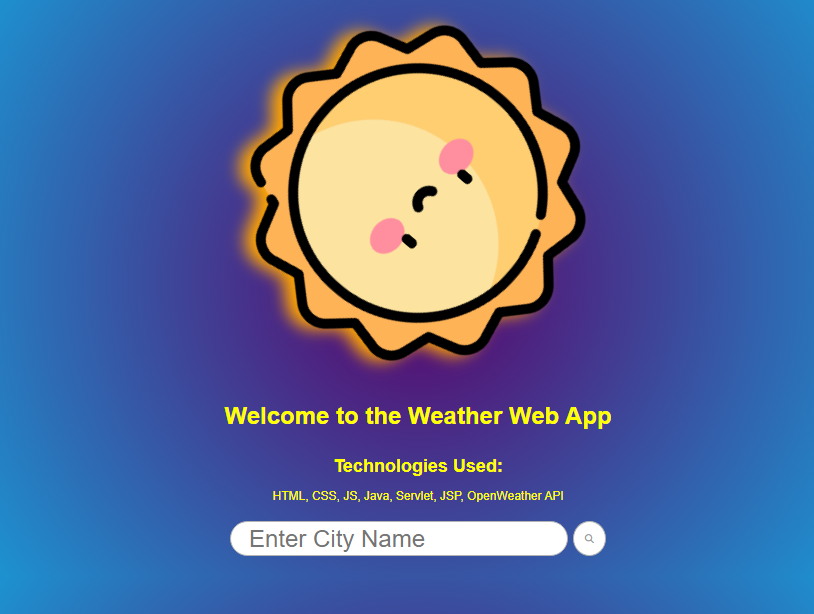 Welcome to the Weather Web App
Technologies Used:
HTML, CSS, JS, Java, Servlet, JSP, OpenWeather API
Enter City Name